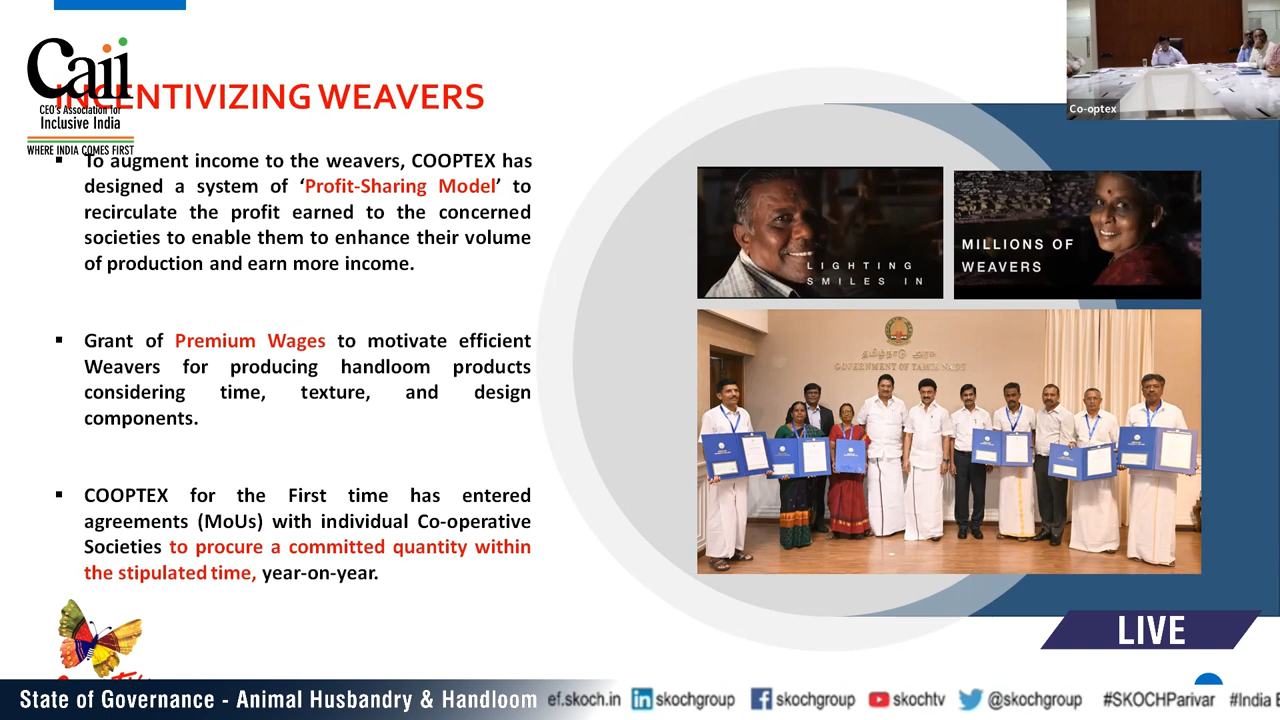 Caii
CEO's Association for
Inclusive India
WHERE INDIA COMES FIRST
INCENTIVIZING WEAVERS
▪ To augment income to the weavers, COOPTEX has
designed a system of ‘Profit-Sharing Model’ to
recirculate the profit earned to the concerned
societies to enable them to enhance their volume
of production and earn more income.
▪ Grant of Premium Wages to motivate efficient
Weavers for producing handloom products
considering time, texture, and design
components.
▪ COOPTEX for the First time has entered
agreements (MoUs) with individual Co-operative
Societies to procure a committed quantity within
the stipulated time, year-on-year.
Co-optex
LIGHTING
SMILES IN
MILLIONS OF
WEAVERS
தமிழ்நாடு அரசு
GOVERNMENT OF TAMIL NADU
LIVE
State of Governance - Animal Husbandry & Handloom ef.skoch.in skochgroup skochgroup skochtv @skochgroup #SKOCHParivar #India